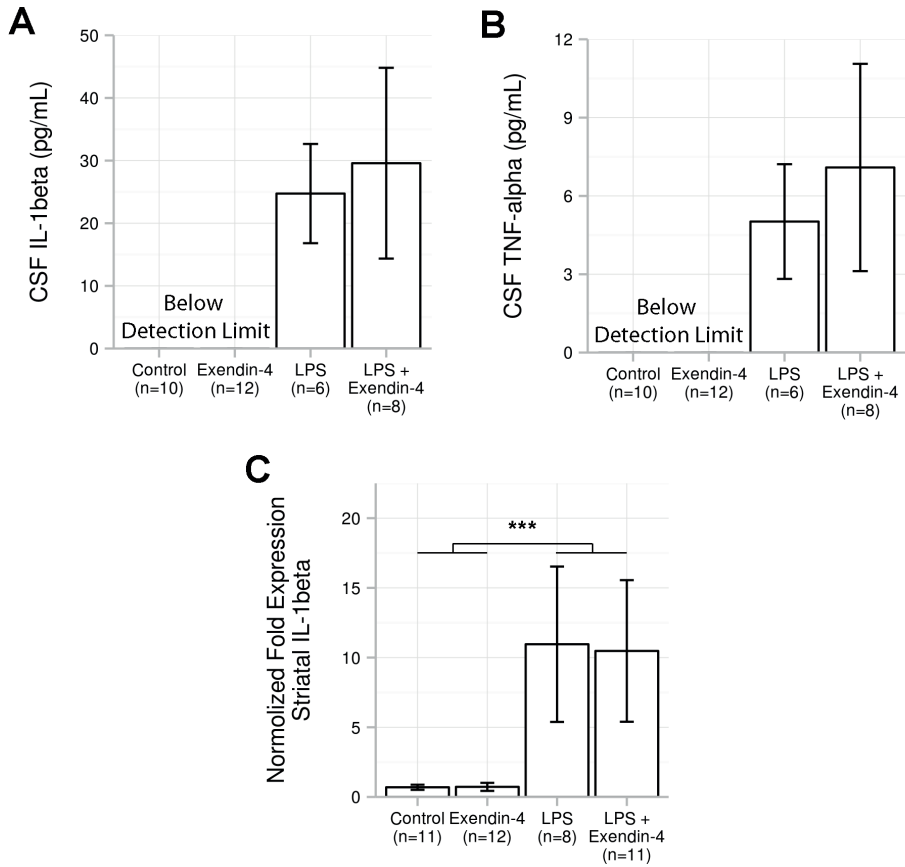 A
CSF IL-1beta (pg/mL)
50
40
30
20
10
0
Below
Detection Limit
Control
(n=10)
Exendin-4
(n=12)
LPS
(n=6)
LPS +
Exendin-4
(n=8)
B
CSF TNF-alpha (pg/mL)
12
9
6
3
0
Below
Detection Limit
Control
(n=10)
Exendin-4
(n=12)
LPS
(n=6)
LPS +
Exendin-4
(n=8)
C
Normolized Fold Expression
Striatal IL-1beta
20
15
10
5
0
***
Control
(n=11)
Exendin-4
(n=12)
LPS
(n=8)
LPS +
Exendin-4
(n=11)